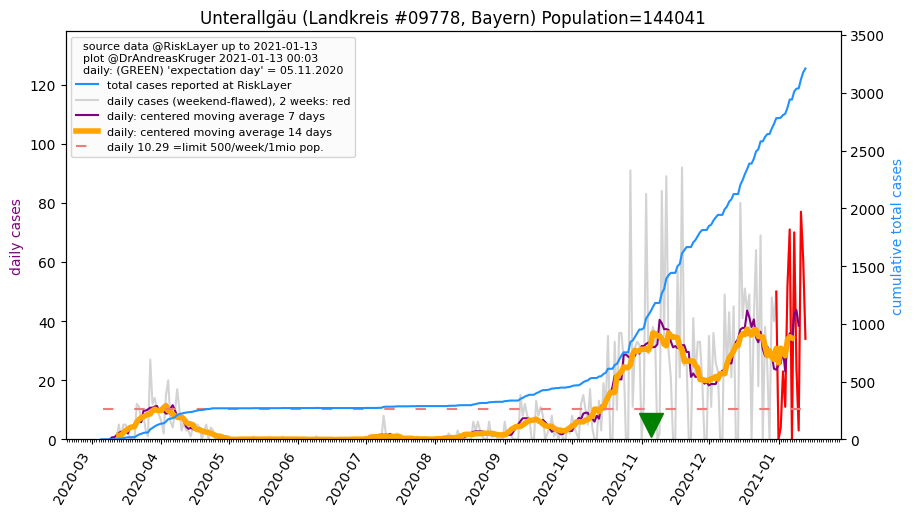 Unterallgäu (Landkreis #09778, Bayern) Population=144041
source data @RiskLayer up to 2021-01-13
plot @DrAndreasKruger 2021-01-13 00:03
daily: (GREEN) 'expectation day' = 05.11.2020
total cases reported at RiskLayer
daily cases (weekend-flawed), 2 weeks: red
daily: centered moving average 7 days
daily: centered moving average 14 days
daily 10.29 =limit 500/week/1mio pop.
daily cases
120
100
80
60
40
20
0
3500
3000
2500
2000
1500
1000
500
0
cumulative total cases
2020-03
2020-04
2020-05
2020-06
2020-07
2020-08
2020-09
2020-10
2020-11
2020-12
2021-01